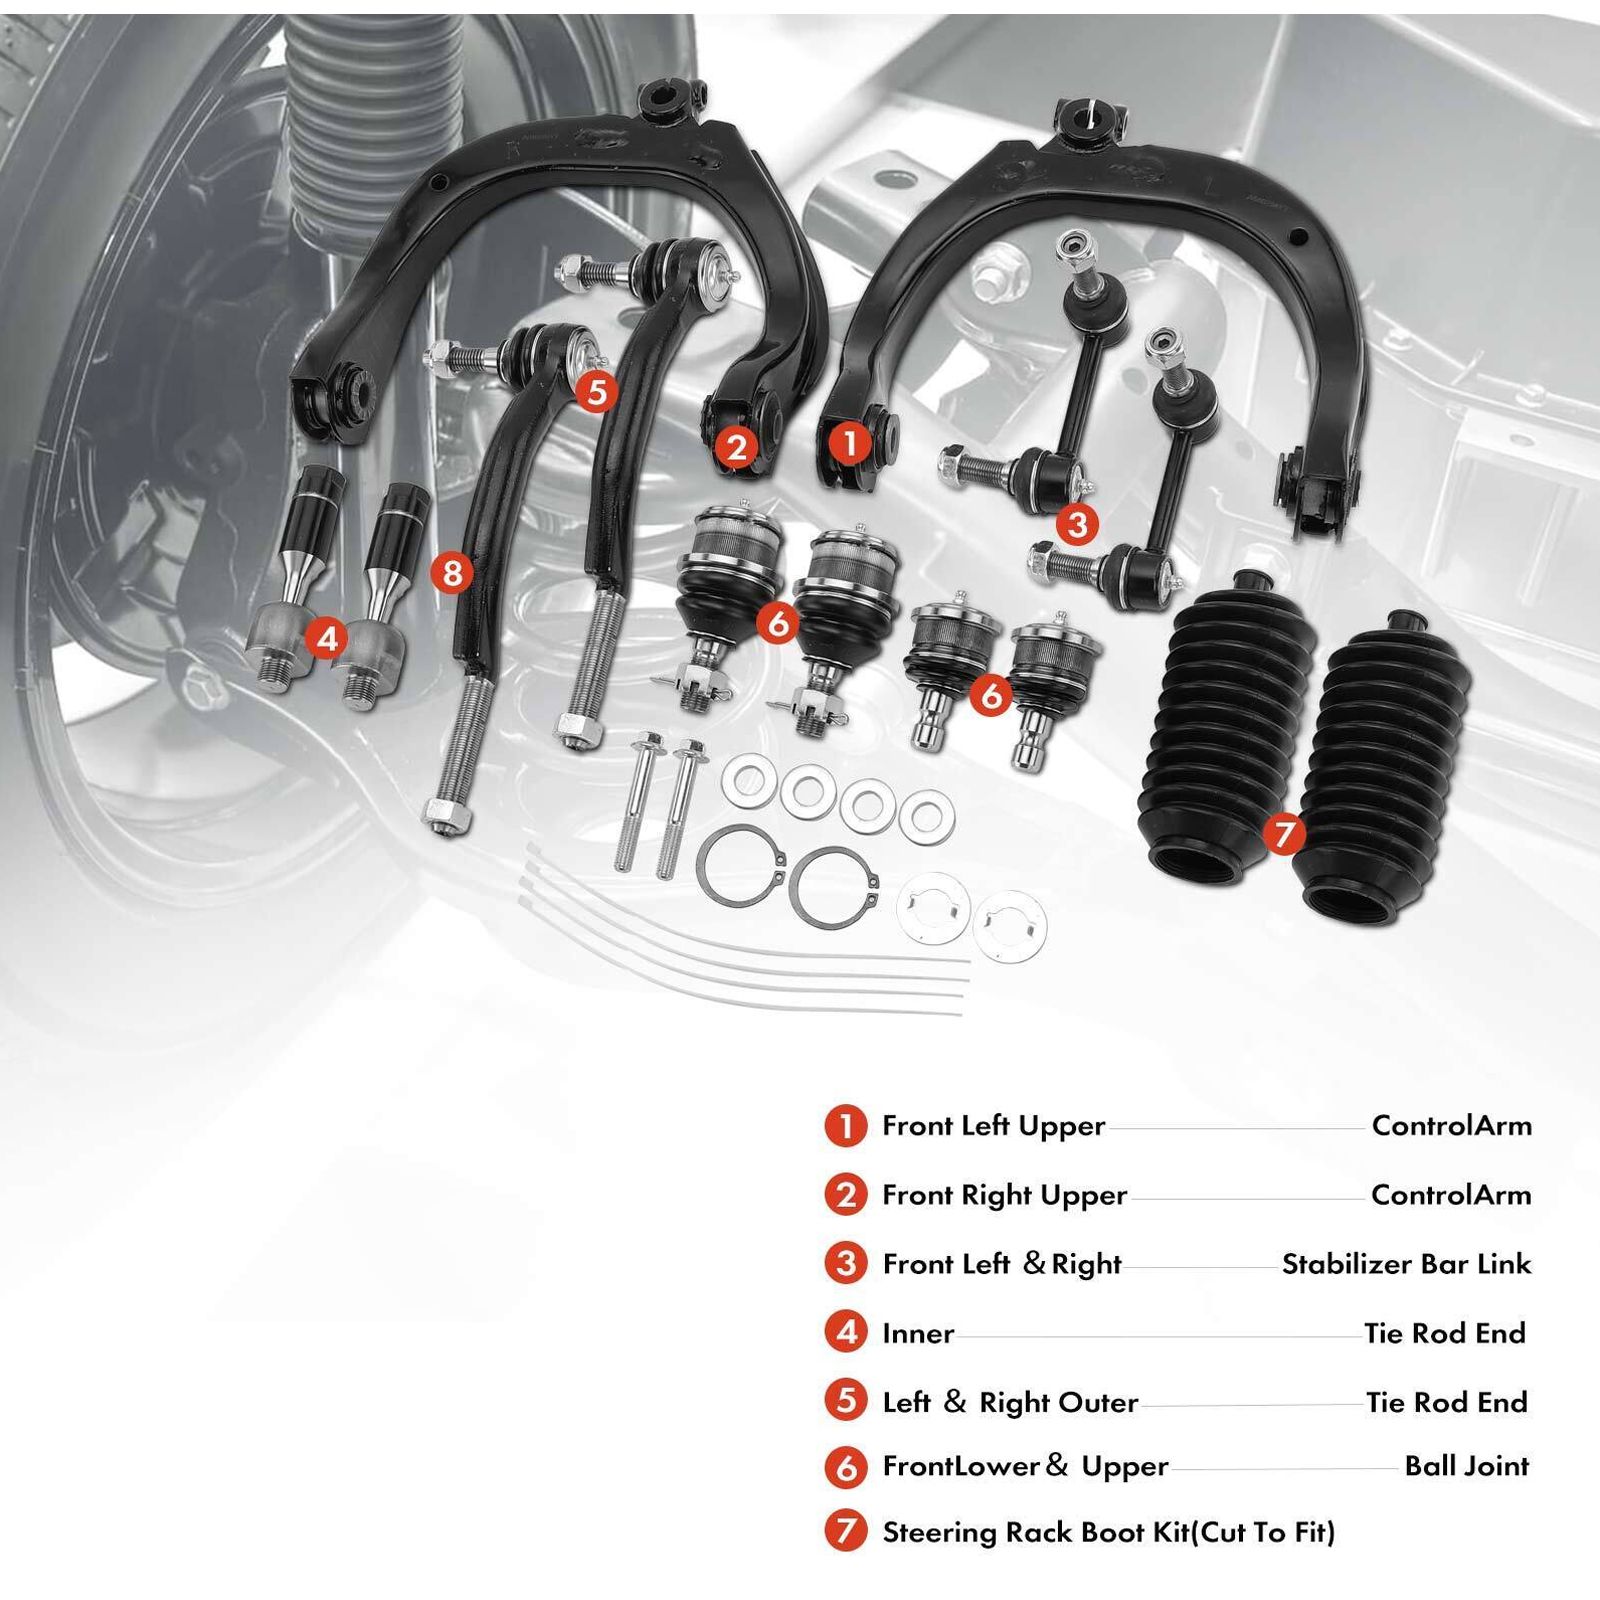 5
2
1
3
8
4
6
6
7
1 Front Left Upper ControlArm
2 Front Right Upper ControlArm
3 Front Left & Right Stabilizer Bar Link
4 Inner Tie Rod End
5 Left & Right Outer Tie Rod End
6 FrontLower & Upper Ball Joint
7 Steering Rack Boot Kit(Cut To Fit)